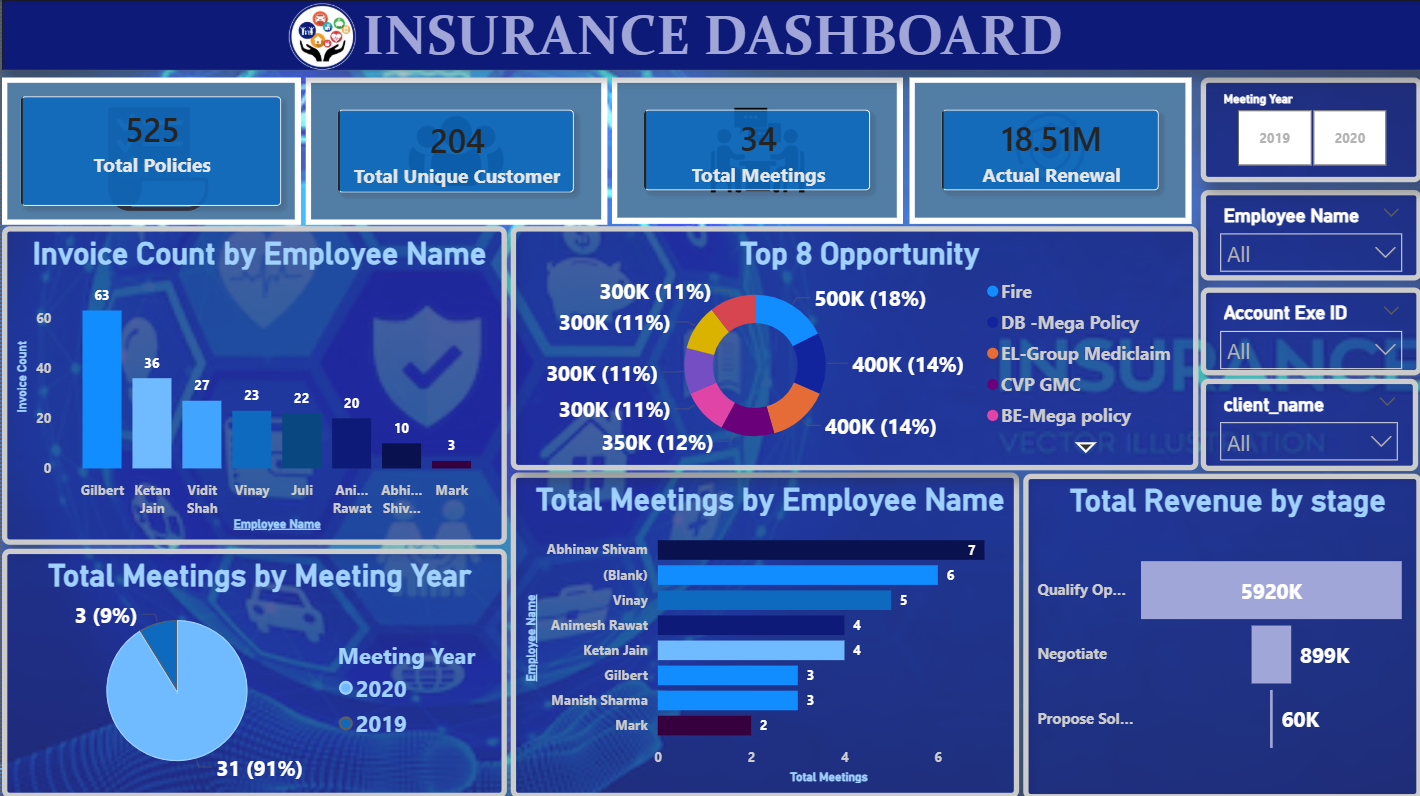 INSURANCE DASHBOARD
525
Total Policies
204
Total Unique Customer
34
Total Meetings
18.51M
Actual Renewal
Meeting Year
2019
2020
Employee Name
All
Account Exe ID
All
client_name
All
Invoice Count by Employee Name
Invoice Count
60
40
20
0
63
36
27
23
22
20
10
3
Gilbert
Ketan Jain
Vidit Shah
Vinay
Juli
Ani... Rawat
Abhi... Shiv...
Mark
Employee Name
Top 8 Opportunity
500K (18%)
400K (14%)
400K (14%)
350K (12%)
300K (11%)
300K (11%)
300K (11%)
300K (11%)
Fire
DB -Mega Policy
EL-Group Mediclaim
CVP GMC
BE-Mega policy
INSURANCE
VECTOR ILLUSTRATION
Total Meetings by Meeting Year
3 (9%)
31 (91%)
Meeting Year
2020
2019
Total Meetings by Employee Name
Employee Name
Abhinav Shivam 7
(Blank) 6
Vinay 5
Animesh Rawat 4
Ketan Jain 4
Gilbert 3
Manish Sharma 3
Mark 2
0 2 4 6
Total Meetings
Total Revenue by stage
Qualify Op... 5920K
Negotiate 899K
Propose Sol... 60K